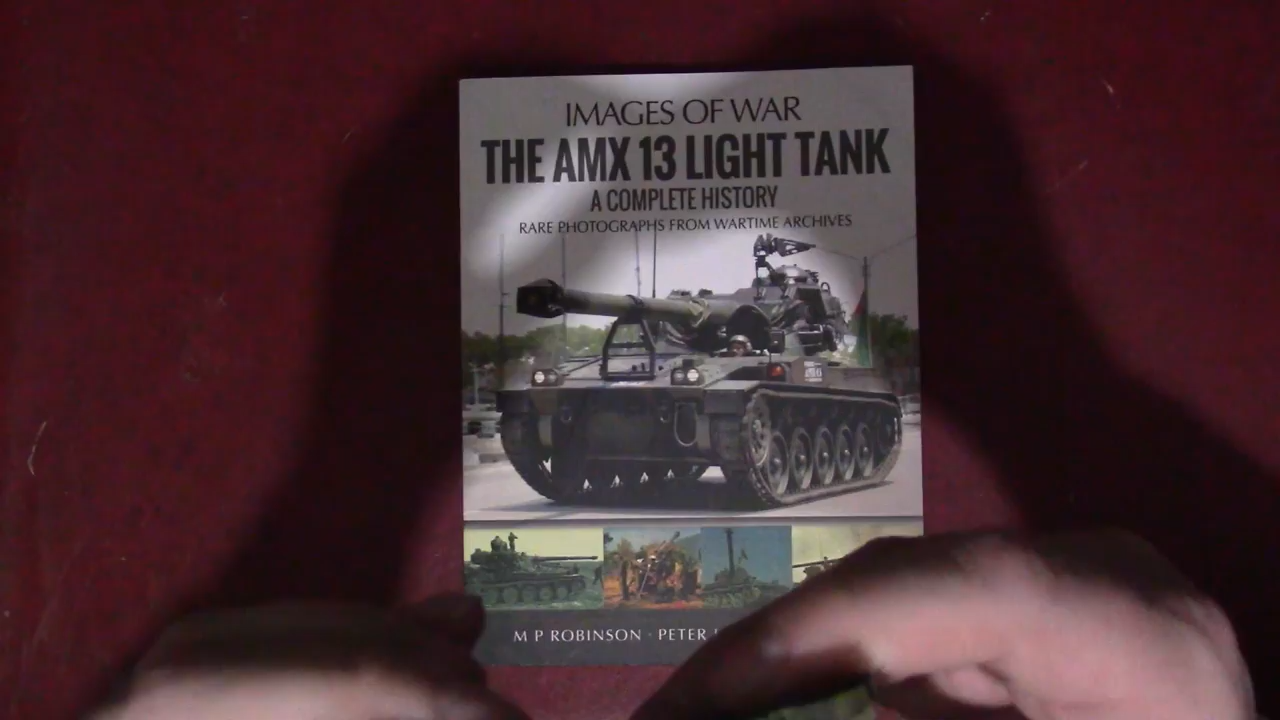 IMAGES OF WAR
THE AMX 13 LIGHT TANK
A COMPLETE HISTORY
RARE PHOTOGRAPHS FROM WARTIME ARCHIVES
M P ROBINSON · PETER